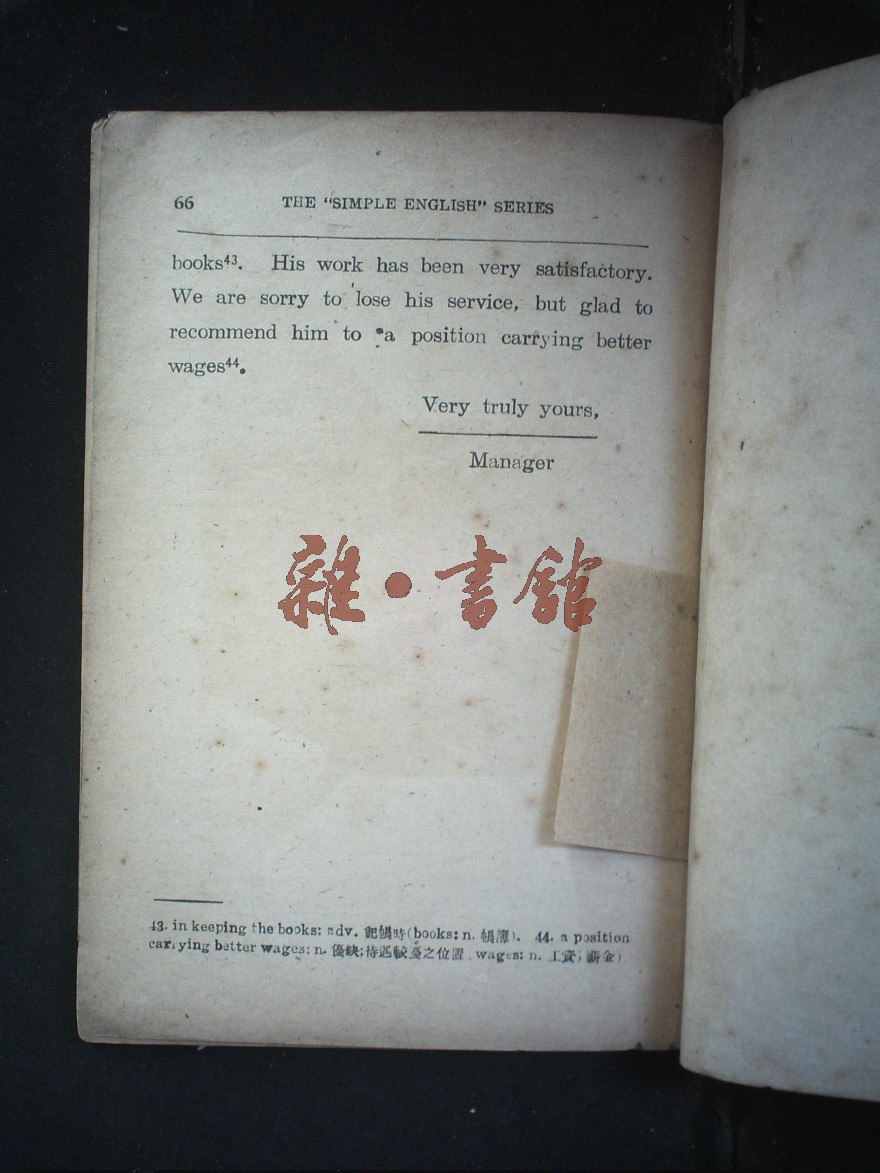 66 THE "SIMPLE ENGLISH" SERIES
books⁴³. His work has been very satisfactory.
We are sorry to lose his service, but glad to
recommend him to a position carrying better
wages⁴⁴.
Very truly yours,
Manager
雜•書館
43. in keeping the books: adv. 記帳時(books: n. 帳簿). 44. a position
carrying better wages: n. 優缺;待遇較優之位置 wages: n. 工資;薪金)